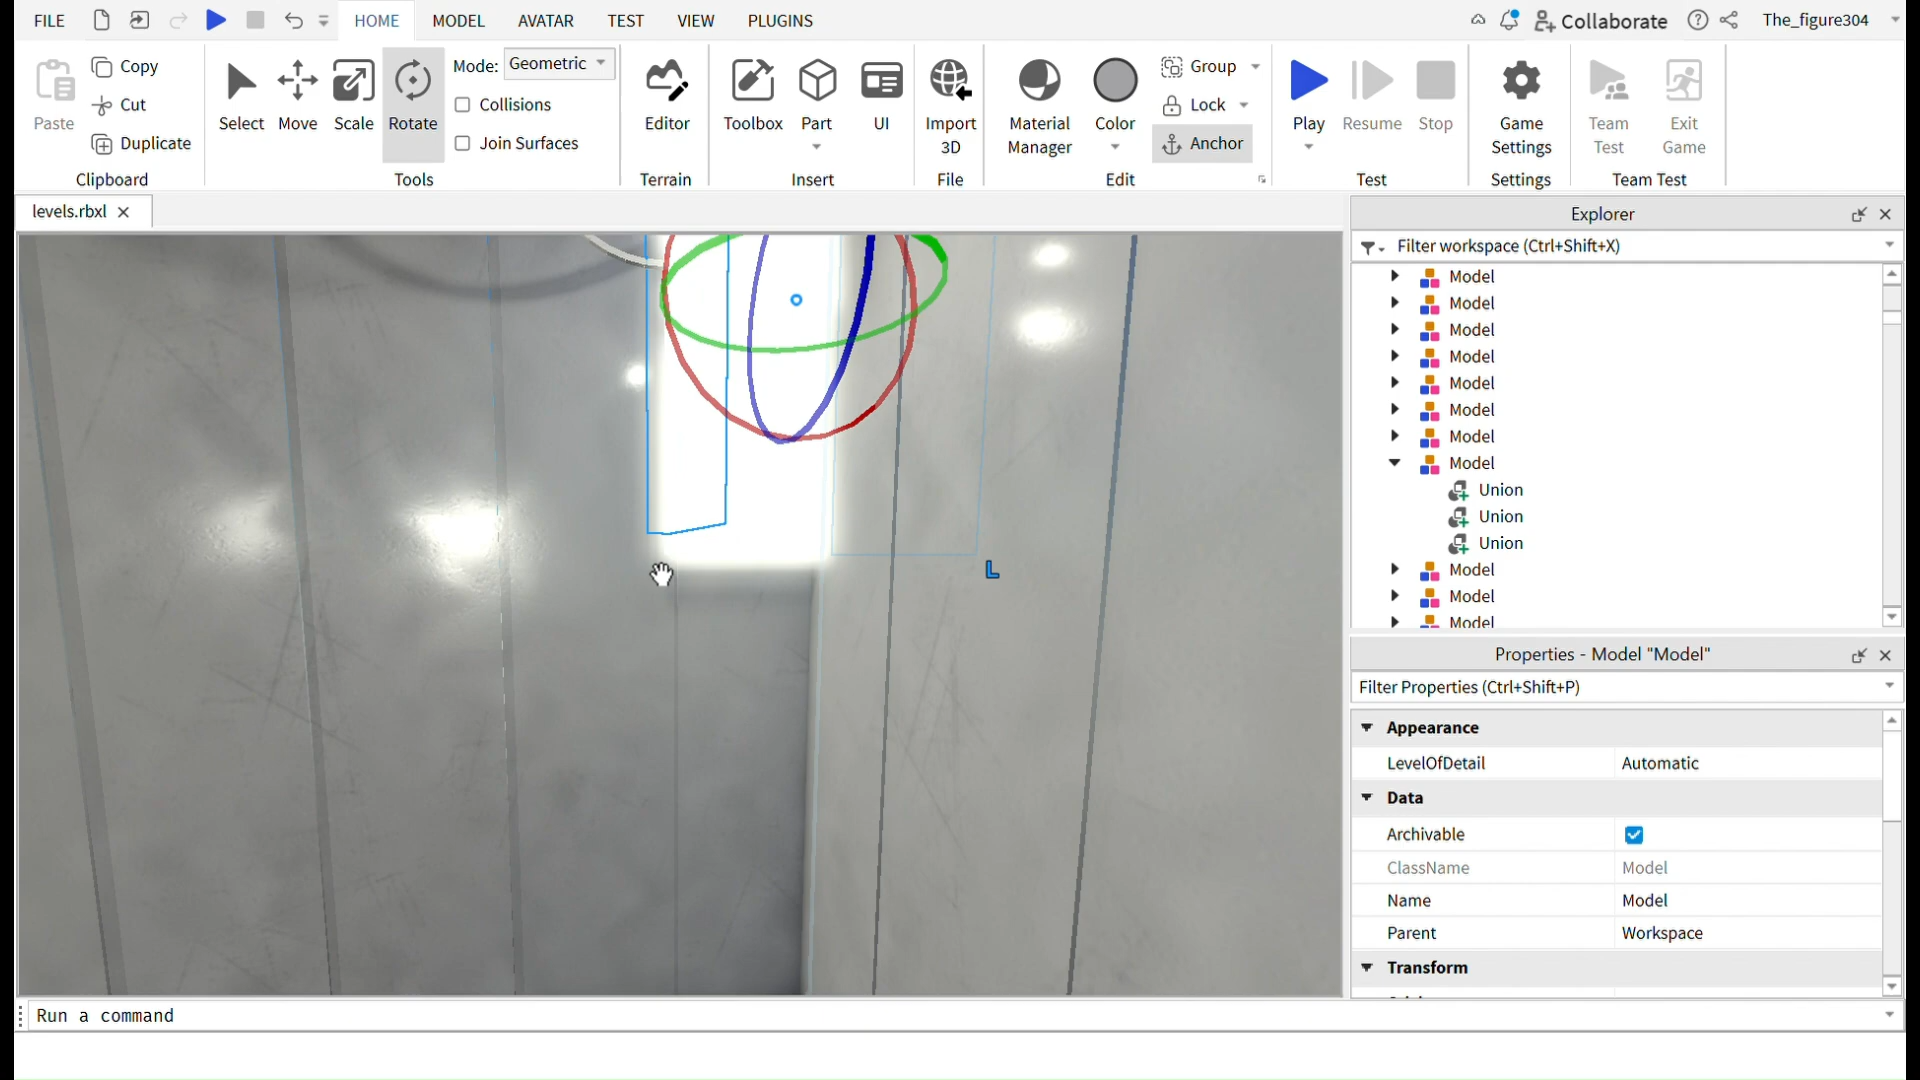 FILE HOME MODEL AVATAR TEST VIEW PLUGINS Collaborate The_figure304
Paste
Copy
Cut
Duplicate
Clipboard
Select Move Scale Rotate
Mode: Geometric
Collisions
Join Surfaces
Tools
Editor
Terrain
Toolbox Part UI
Insert
Import
3D
File
Material
Manager
Color
Group
Lock
Anchor
Edit
Play Resume Stop
Test
Game
Settings
Settings
Team
Test
Exit
Game
Team Test
levels.rbxl
L
Explorer
Filter workspace (Ctrl+Shift+X)
Model
Model
Model
Model
Model
Model
Model
Model
Union
Union
Union
Model
Model
Model
Properties - Model "Model"
Filter Properties (Ctrl+Shift+P)
Appearance
LevelOfDetail Automatic
Data
Archivable
ClassName Model
Name Model
Parent Workspace
Transform
Run a command